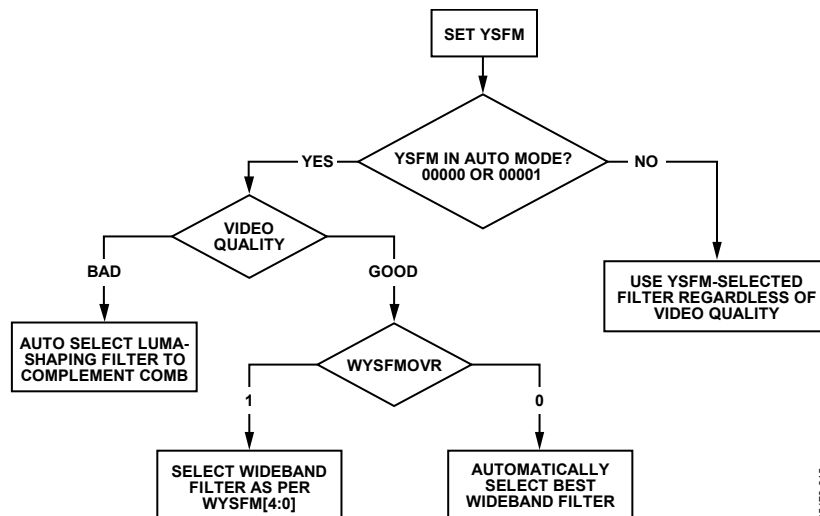 SET YSFM
YSFM IN AUTO MODE?
00000 OR 00001
YES
NO
VIDEO
QUALITY
BAD
GOOD
USE YSFM-SELECTED
FILTER REGARDLESS OF
VIDEO QUALITY
AUTO SELECT LUMA-
SHAPING FILTER TO
COMPLEMENT COMB
WYSFMOVR
1
0
SELECT WIDEBAND
FILTER AS PER
WYSFM[4:0]
AUTOMATICALLY
SELECT BEST
WIDEBAND FILTER